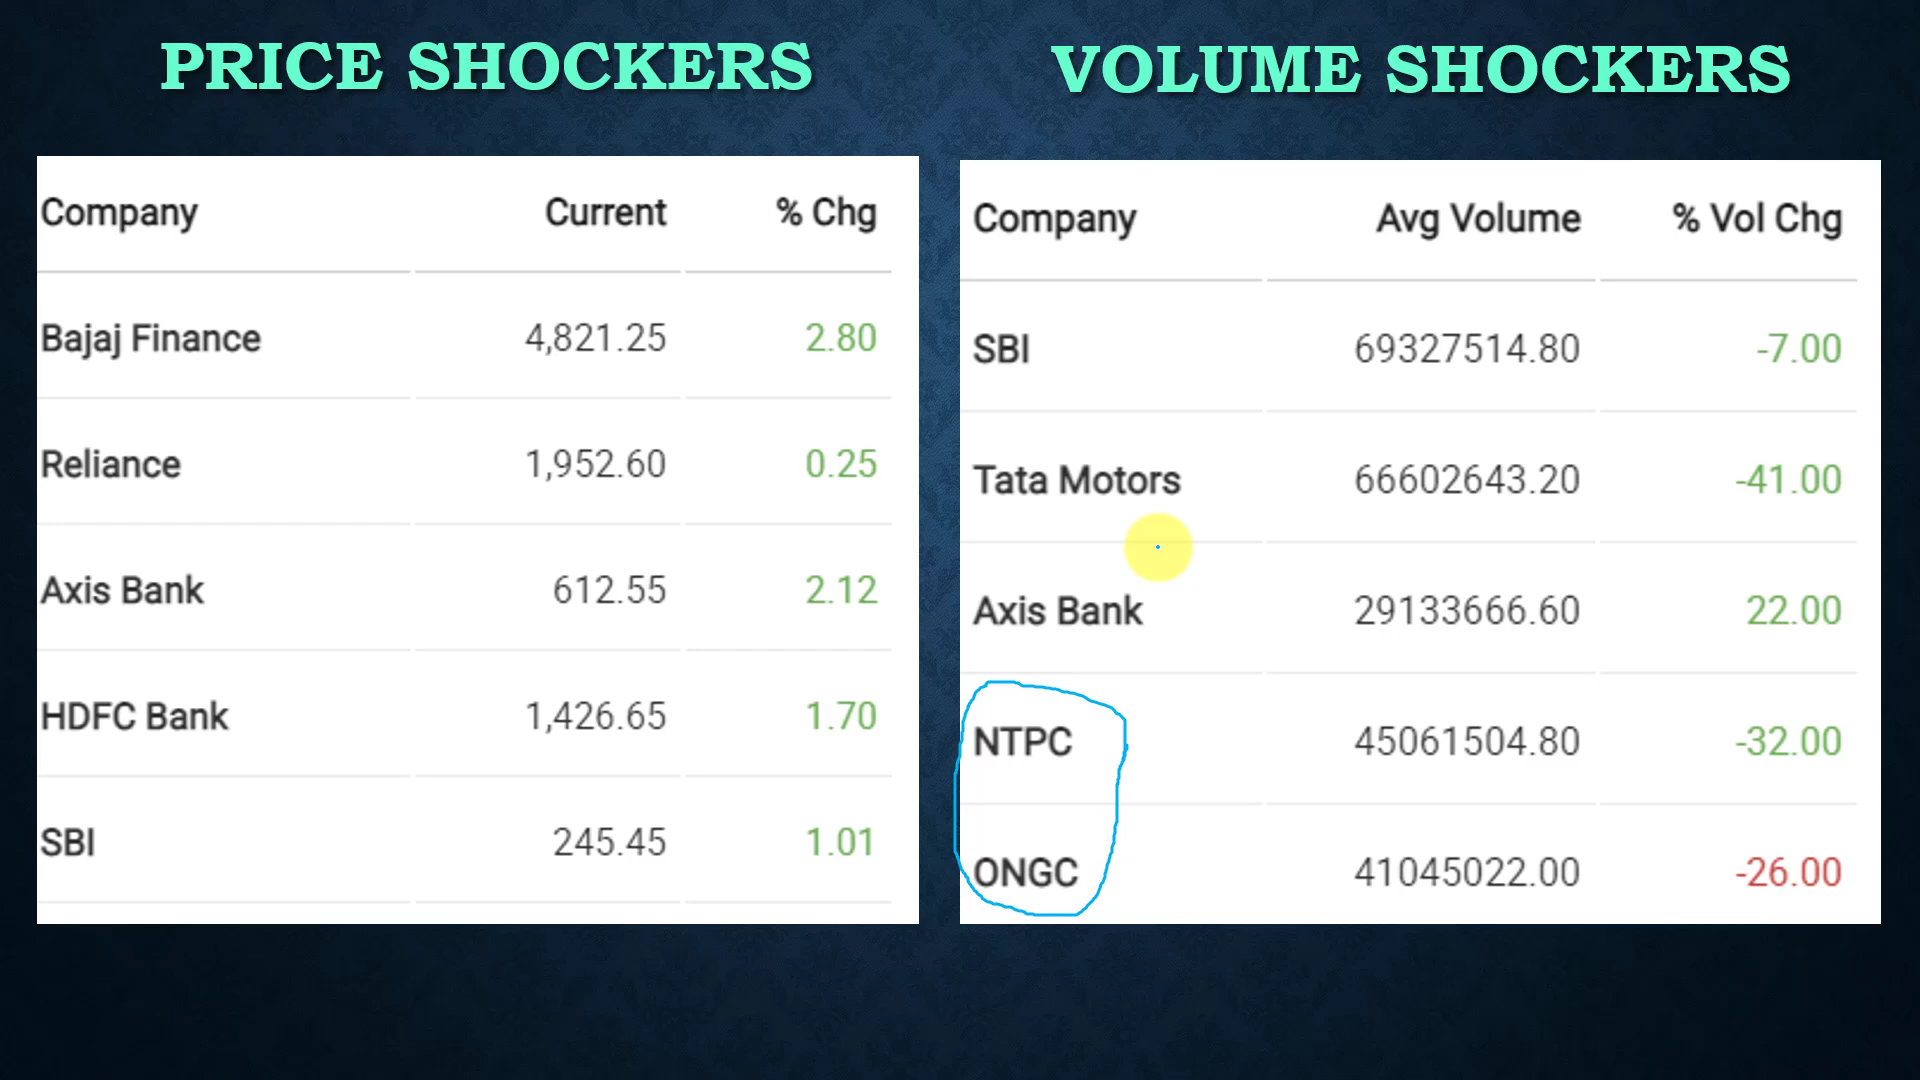 PRICE SHOCKERS
Company Current % Chg
Bajaj Finance 4,821.25 2.80
Reliance 1,952.60 0.25
Axis Bank 612.55 2.12
HDFC Bank 1,426.65 1.70
SBI 245.45 1.01
VOLUME SHOCKERS
Company Avg Volume % Vol Chg
SBI 69327514.80 -7.00
Tata Motors 66602643.20 -41.00
Axis Bank 29133666.60 22.00
NTPC 45061504.80 -32.00
ONGC 41045022.00 -26.00